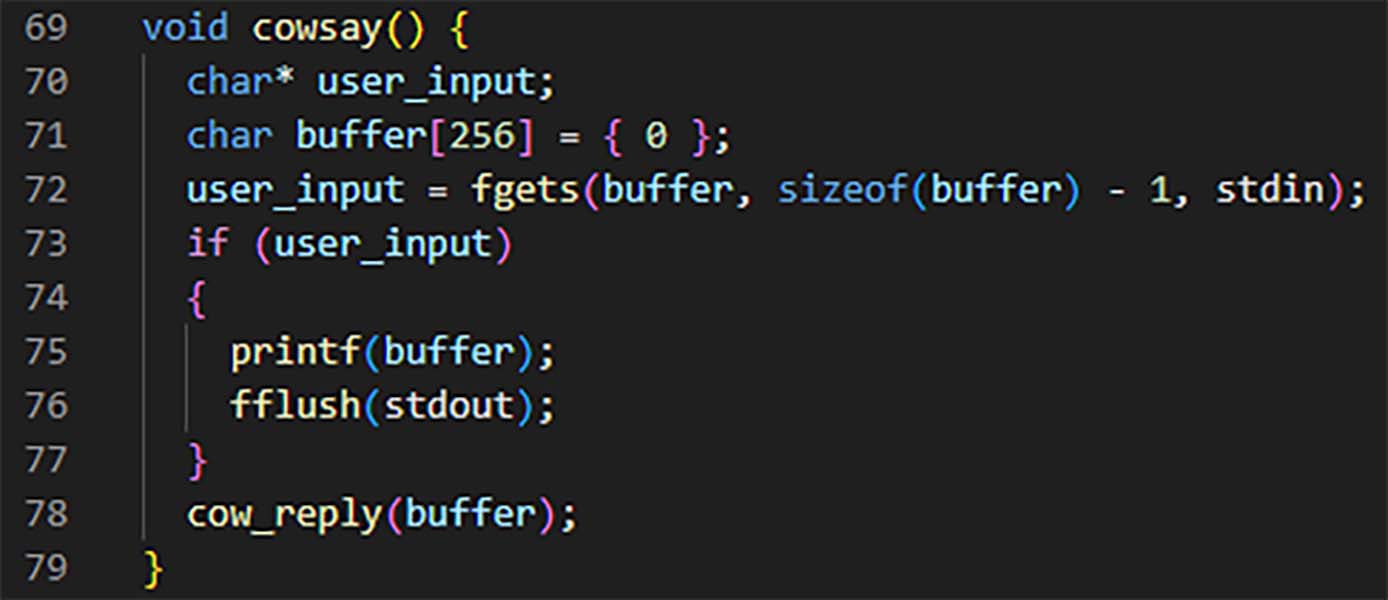 69 void cowsay() {
70 char* user_input;
71 char buffer[256] = { 0 };
72 user_input = fgets(buffer, sizeof(buffer) - 1, stdin);
73 if (user_input)
74 {
75 printf(buffer);
76 fflush(stdout);
77 }
78 cow_reply(buffer);
79 }